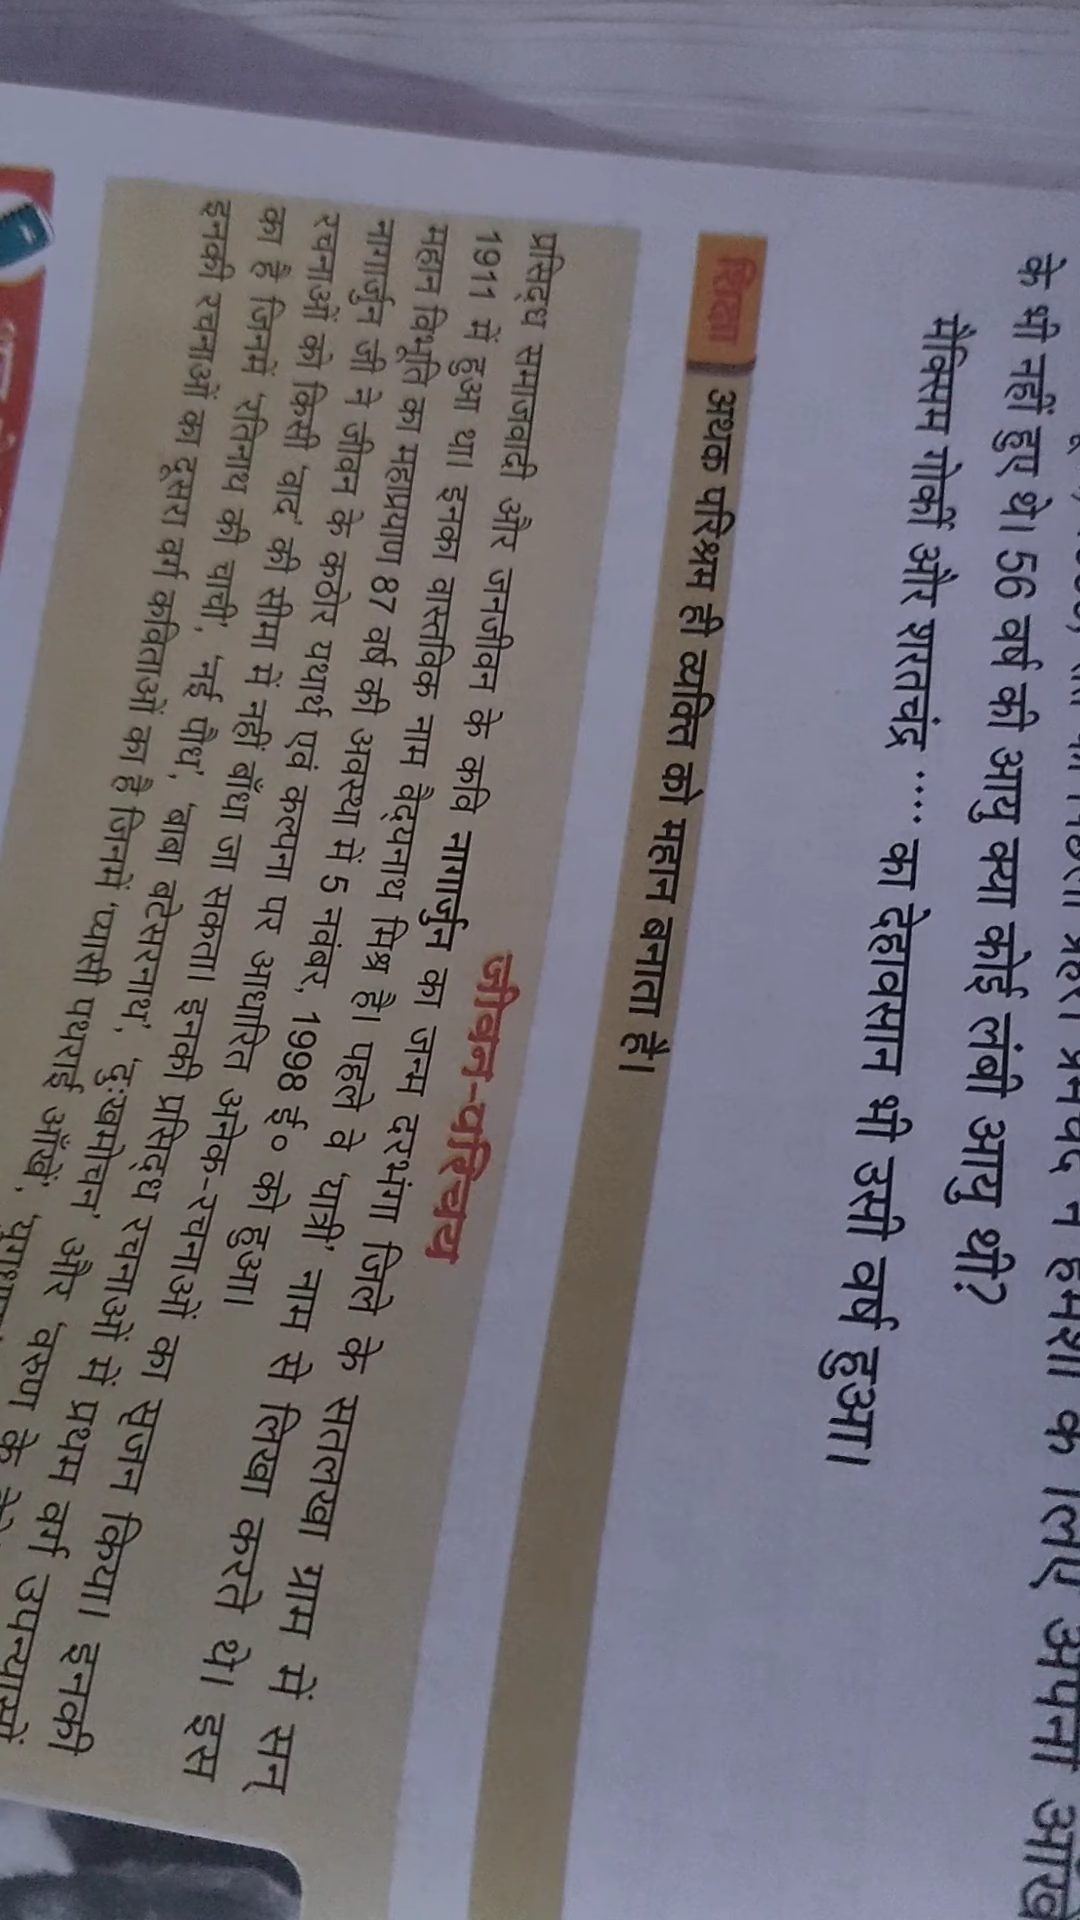 प्रेमचंद ने हमेशा के लिए अपनी आँखें
के भी नहीं हुए थे। 56 वर्ष की आयु क्या कोई लंबी आयु थी?
मैक्सिम गोर्की और शरतचंद्र ..... का देहावसान भी उसी वर्ष हुआ।
शिक्षा अथक परिश्रम ही व्यक्ति को महान बनाता है।
जीवन-परिचय
प्रसिद्ध समाजवादी और जनजीवन के कवि नागार्जुन का जन्म दरभंगा जिले के सतलखा ग्राम में सन्
1911 में हुआ था। इनका वास्तविक नाम वैद्यनाथ मिश्र है। पहले वे 'यात्री' नाम से लिखा करते थे। इस
महान विभूति का महाप्रयाण 87 वर्ष की अवस्था में 5 नवंबर, 1998 ई० को हुआ।
नागार्जुन जी ने जीवन के कठोर यथार्थ एवं कल्पना पर आधारित अनेक-रचनाओं का सृजन किया। इनकी
रचनाओं को किसी 'वाद' की सीमा में नहीं बाँधा जा सकता। इनकी प्रसिद्ध रचनाओं में प्रथम वर्ग उपन्यासों
का है जिनमें 'रतिनाथ की चाची', 'नई पौध', 'बाबा बटेसरनाथ', 'दुःखमोचन' और 'वरुण के
इनकी रचनाओं का दूसरा वर्ग कविताओं का है जिनमें 'प्यासी पथराई आँखें',